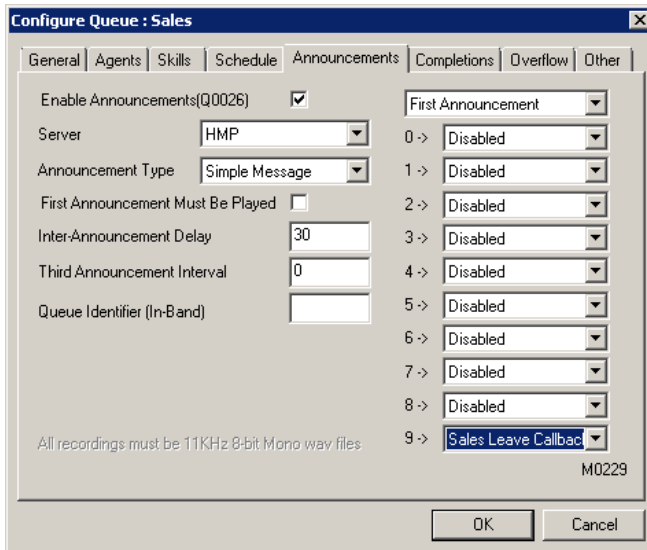 Configure Queue : Sales
General Agents Skills Schedule Announcements Completions Overflow Other
Enable Announcements(Q0026)
First Announcement
Server HMP
0 -> Disabled
Announcement Type Simple Message
1 -> Disabled
First Announcement Must Be Played
2 -> Disabled
Inter-Announcement Delay 30
3 -> Disabled
Third Announcement Interval 0
4 -> Disabled
Queue Identifier (In-Band)
5 -> Disabled
6 -> Disabled
7 -> Disabled
8 -> Disabled
All recordings must be 11KHz 8-bit Mono wav files
9 -> Sales Leave Callbac
M0229
OK Cancel